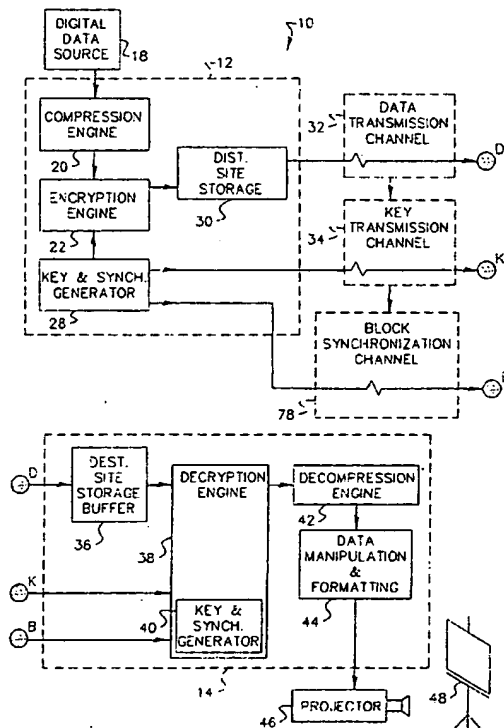 DIGITAL DATA
SOURCE
18
10
12
COMPRESSION
ENGINE
20
ENCRYPTION
ENGINE
22
DIST.
SITE
STORAGE
30
KEY & SYNCH.
GENERATOR
28
32
DATA
TRANSMISSION
CHANNEL
D
34
KEY
TRANSMISSION
CHANNEL
K
BLOCK
SYNCHRONIZATION
CHANNEL
78
B
D
DEST.
SITE
STORAGE
BUFFER
36
DECRYPTION
ENGINE
38
DECOMPRESSION
ENGINE
42
DATA
MANIPULATION
&
FORMATTING
44
K
40
KEY &
SYNCH.
GENERATOR
B
14
PROJECTOR
46
48